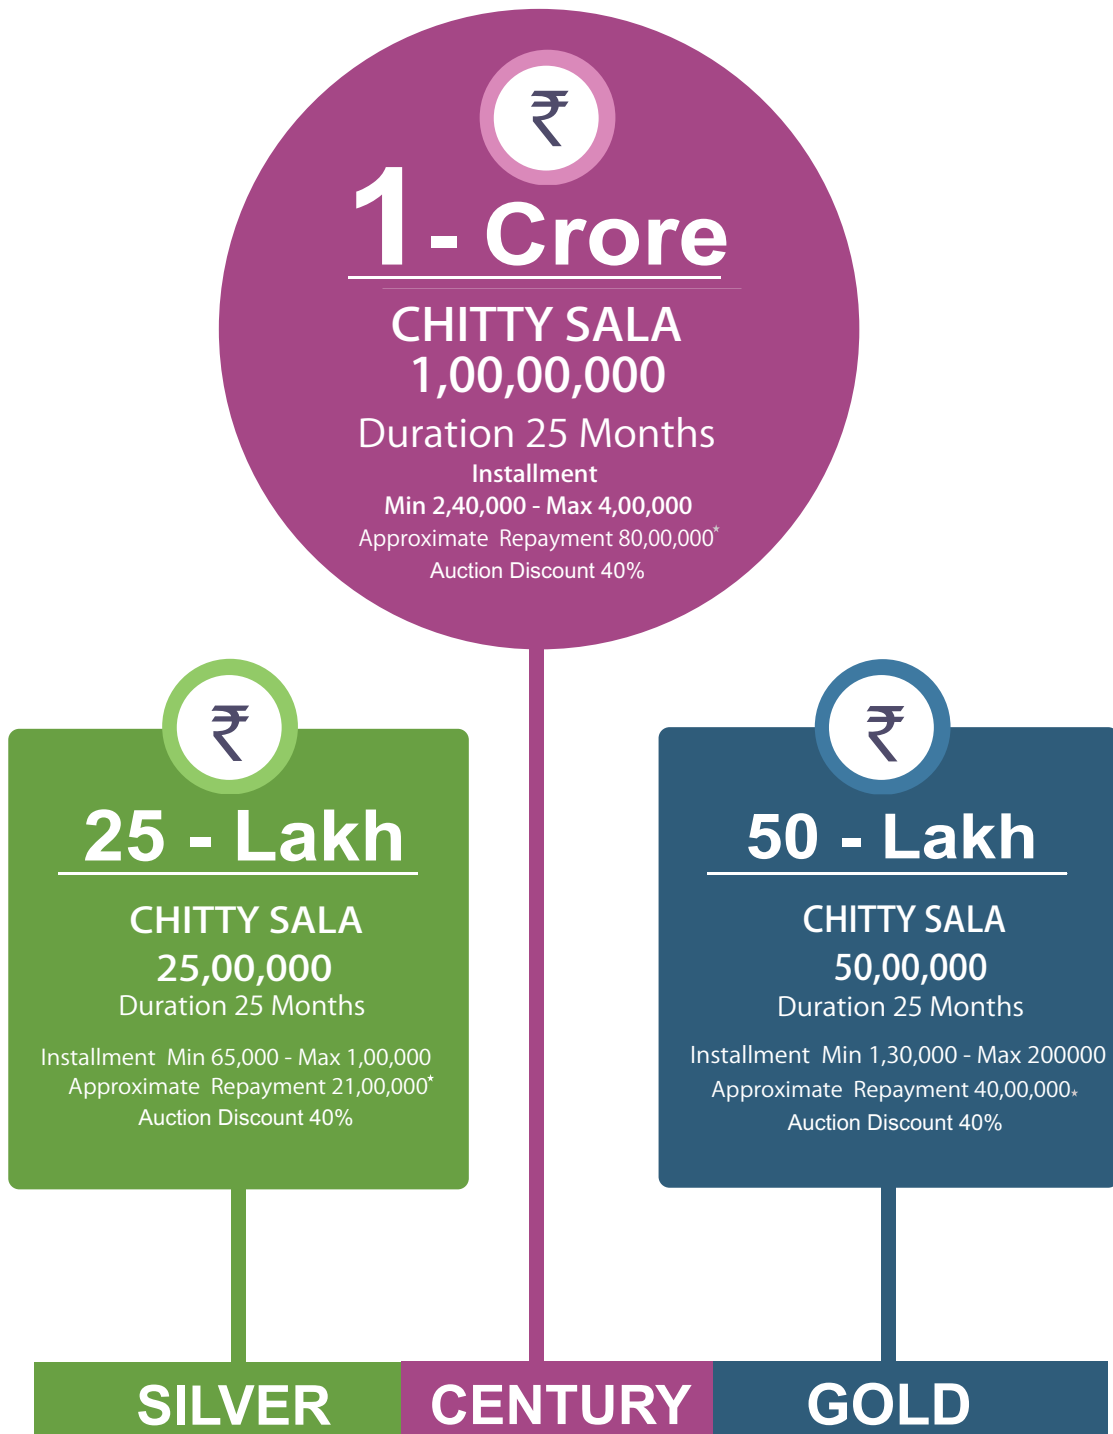 ₹
1- Crore
CHITTY SALA
1,00,00,000
Duration 25 Months
Installment
Min 2,40,000 - Max 4,00,000
Approximate Repayment 80,00,000*
Auction Discount 40%
₹
25 - Lakh
CHITTY SALA
25,00,000
Duration 25 Months
Installment Min 65,000 - Max 1,00,000
Approximate Repayment 21,00,000*
Auction Discount 40%
₹
50 - Lakh
CHITTY SALA
50,00,000
Duration 25 Months
Installment Min 1,30,000 - Max 200000
Approximate Repayment 40,00,000*
Auction Discount 40%
SILVER
CENTURY
GOLD